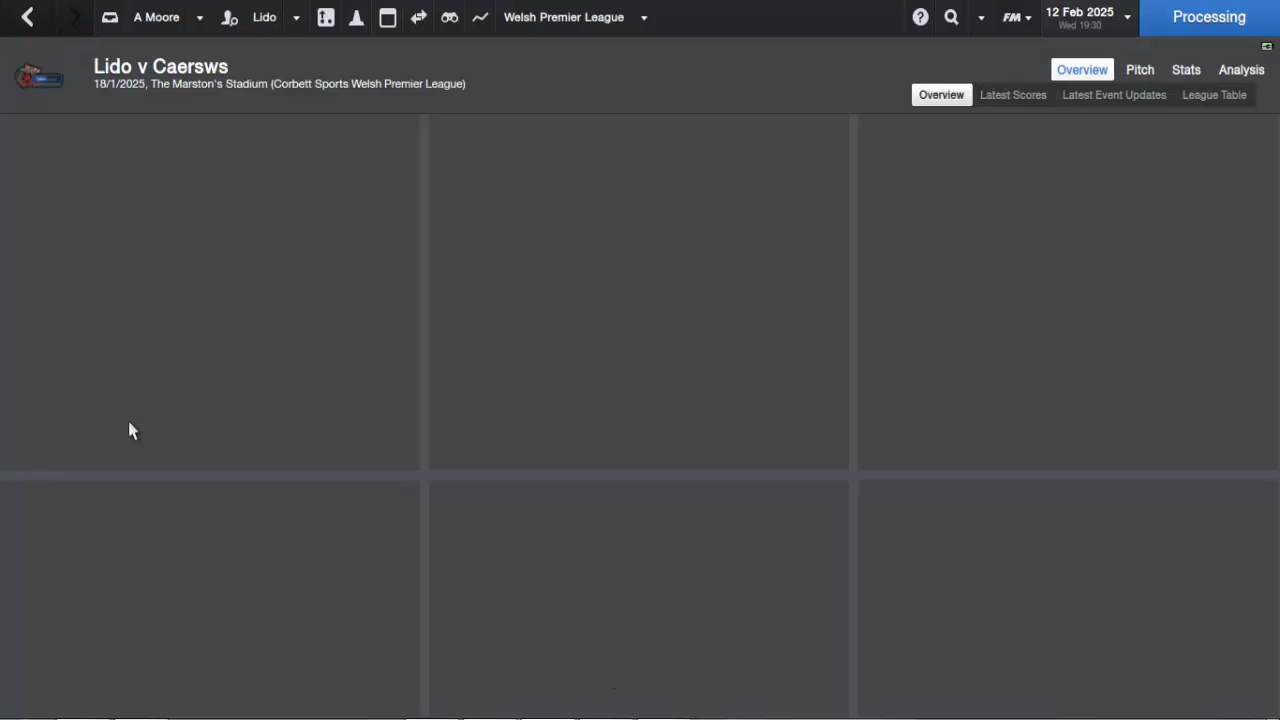 A Moore
Lido
Welsh Premier League
FM
12 Feb 2025
Wed 19:30
Processing
Lido v Caersws
18/1/2025, The Marston's Stadium (Corbett Sports Welsh Premier League)
Overview
Pitch
Stats
Analysis
Overview
Latest Scores
Latest Event Updates
League Table